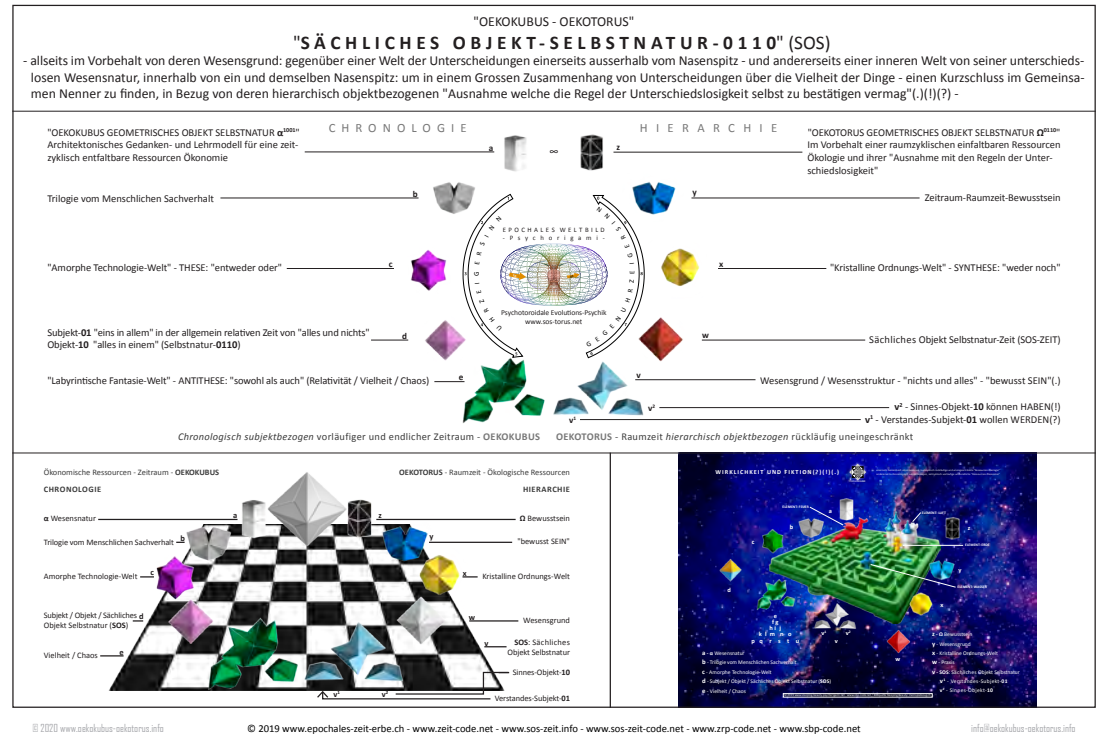 "OEKOKUBUS - OEKOTORUS"
"SÄCHLICHES OBJEKT-SELBSTNATUR-0110" (SOS)
- allseits im Vorbehalt von deren Wesensgrund: gegenüber einer Welt der Unterscheidungen einerseits ausserhalb vom Nasenspitz - und andererseits einer inneren Welt von seiner unterschieds-
losen Wesensnatur, innerhalb von ein und demselben Nasenspitz: um in einem Grossen Zusammenhang von Unterscheidungen über die Vielheit der Dinge - einen Kurzschluss im Gemeinsa-
men Nenner zu finden, in Bezug von deren hierarchisch objektbezogenen "Ausnahme welche die Regel der Unterschiedslosigkeit selbst zu bestätigen vermag"(.)(!)(?) -
CHRONOLOGIE
HIERARCHIE
"OEKOKUBUS GEOMETRISCHES OBJEKT SELBSTNATUR α1001"
Architektonisches Gedanken- und Lehrmodell für eine zeit-
zyklisch entfaltbare Ressourcen Ökonomie
a
∞
z
"OEKOTORUS GEOMETRISCHES OBJEKT SELBSTNATUR Ω0110"
Im Vorbehalt einer raumzyklischen einfaltbaren Ressourcen
Ökologie und ihrer "Ausnahme mit den Regeln der Unter-
schiedslosigkeit"
Trilogie vom Menschlichen Sachverhalt
b
y
Zeitraum-Raumzeit-Bewusstsein
UHRZEIGERSINN
GEGENUHRZEIGERSINN
EPOCHALES WELTBILD
- Psychorigami -
Psychotoroidale Evolutions-Psychik
www.sos-torus.net
"Amorphe Technologie-Welt" - THESE: "entweder oder"
c
x
"Kristalline Ordnungs-Welt" - SYNTHESE: "weder noch"
Subjekt-01 "eins in allem" in der allgemein relativen Zeit von "alles und nichts"
Objekt-10 "alles in einem" (Selbstnatur-0110)
d
w
Sächliches Objekt Selbstnatur-Zeit (SOS-ZEIT)
"Labyrintische Fantasie-Welt" - ANTITHESE: "sowohl als auch" (Relativität / Vielheit / Chaos)
e
v
Wesensgrund / Wesensstruktur - "nichts und alles" - "bewusst SEIN"(.)
v²
v² - Sinnes-Objekt-10 können HABEN(!)
v¹
v¹ - Verstandes-Subjekt-01 wollen WERDEN(?)
Chronologisch subjektbezogen vorläufiger und endlicher Zeitraum - OEKOKUBUS
OEKOTORUS - Raumzeit hierarchisch objektbezogen rückläufig uneingeschränkt
Ökonomische Ressourcen - Zeitraum - OEKOKUBUS
OEKOTORUS - Raumzeit - Ökologische Ressourcen
CHRONOLOGIE
HIERARCHIE
α Wesensnatur
a
z
Ω Bewusstsein
Trilogie vom Menschlichen Sachverhalt
b
y
"bewusst SEIN"
Amorphe Technologie-Welt
c
x
Kristalline Ordnungs-Welt
Subjekt / Objekt / Sächliches
Objekt Selbstnatur (SOS)
d
w
Wesensgrund
Vielheit / Chaos
e
v
SOS: Sächliches
Objekt Selbstnatur
Sinnes-Objekt-10
v¹
v²
Verstandes-Subjekt-01
WIRKLICHKEIT UND FIKTION(?)(!)(.)
ELEMENT-FEUER
ELEMENT-LUFT
ELEMENT-ERDE
ELEMENT-WASSER
a
b
c
d
e
f g
h i j
k l m n o
p q r s t u
v
v¹
v²
w
x
y
z
a - α Wesensnatur
b - Trilogie vom Menschlichen Sachverhalt
c - Amorphe Technologie-Welt
d - Subjekt / Objekt / Sächliches Objekt Selbstnatur (SOS)
e - Vielheit / Chaos
z - Ω Bewusstsein
y - Wesensgrund
x - Kristalline Ordnungs-Welt
w - Praxis
v - SOS: Sächliches Objekt Selbstnatur
v¹ - Verstandes-Subjekt-01
v² - Sinnes-Objekt-10
© 2020 www.oekokubus-oekotorus.info
© 2019 www.epochales-zeit-erbe.ch - www.zeit-code.net - www.sos-zeit.info - www.sos-zeit-code.net - www.zrp-code.net - www.sbp-code.net
info@oekokubus-oekotorus.info